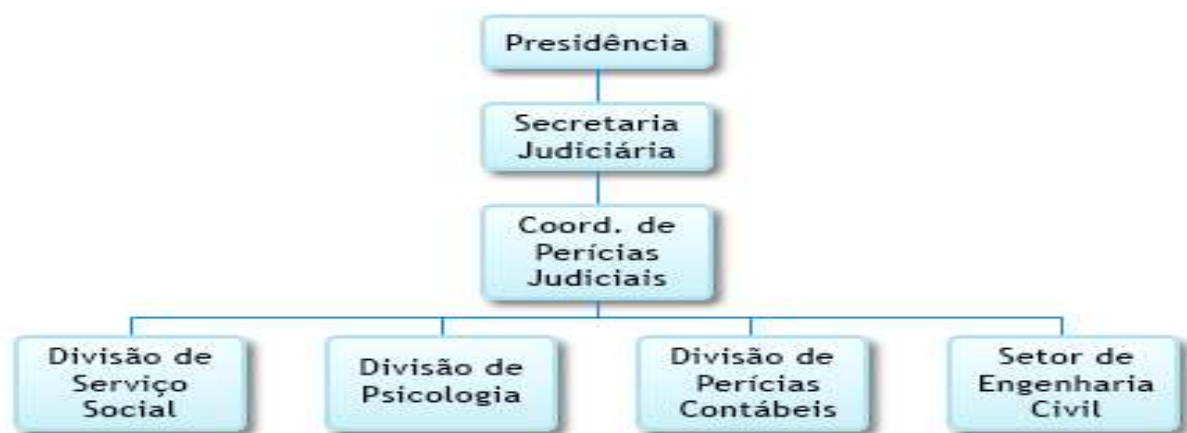 Presidência
Secretaria
Judiciária
Coord. de
Perícias
Judiciais
Divisão de
Serviço
Social
Divisão de
Psicologia
Divisão de
Perícias
Contábeis
Setor de
Engenharia
Civil